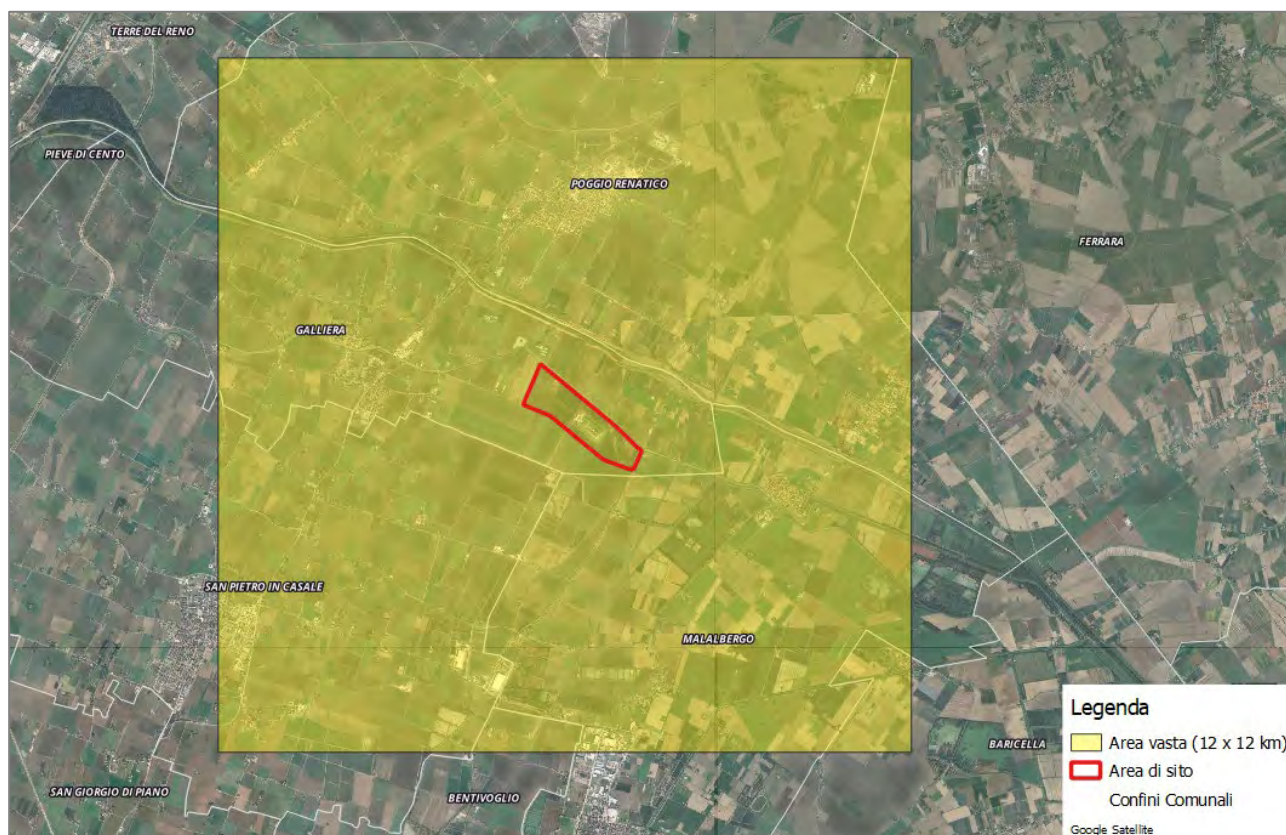 TERRE DEL RENO
PIEVE DI CENTO
POGGIO RENATICO
FERRARA
GALLIERA
SAN PIETRO IN CASALE
MALALBERGO
BARICELLA
SAN GIORGIO DI PIANO
BENTIVOGLIO
Legenda
Area vasta (12 x 12 km)
Area di sito
Confini Comunali
Google Satellite